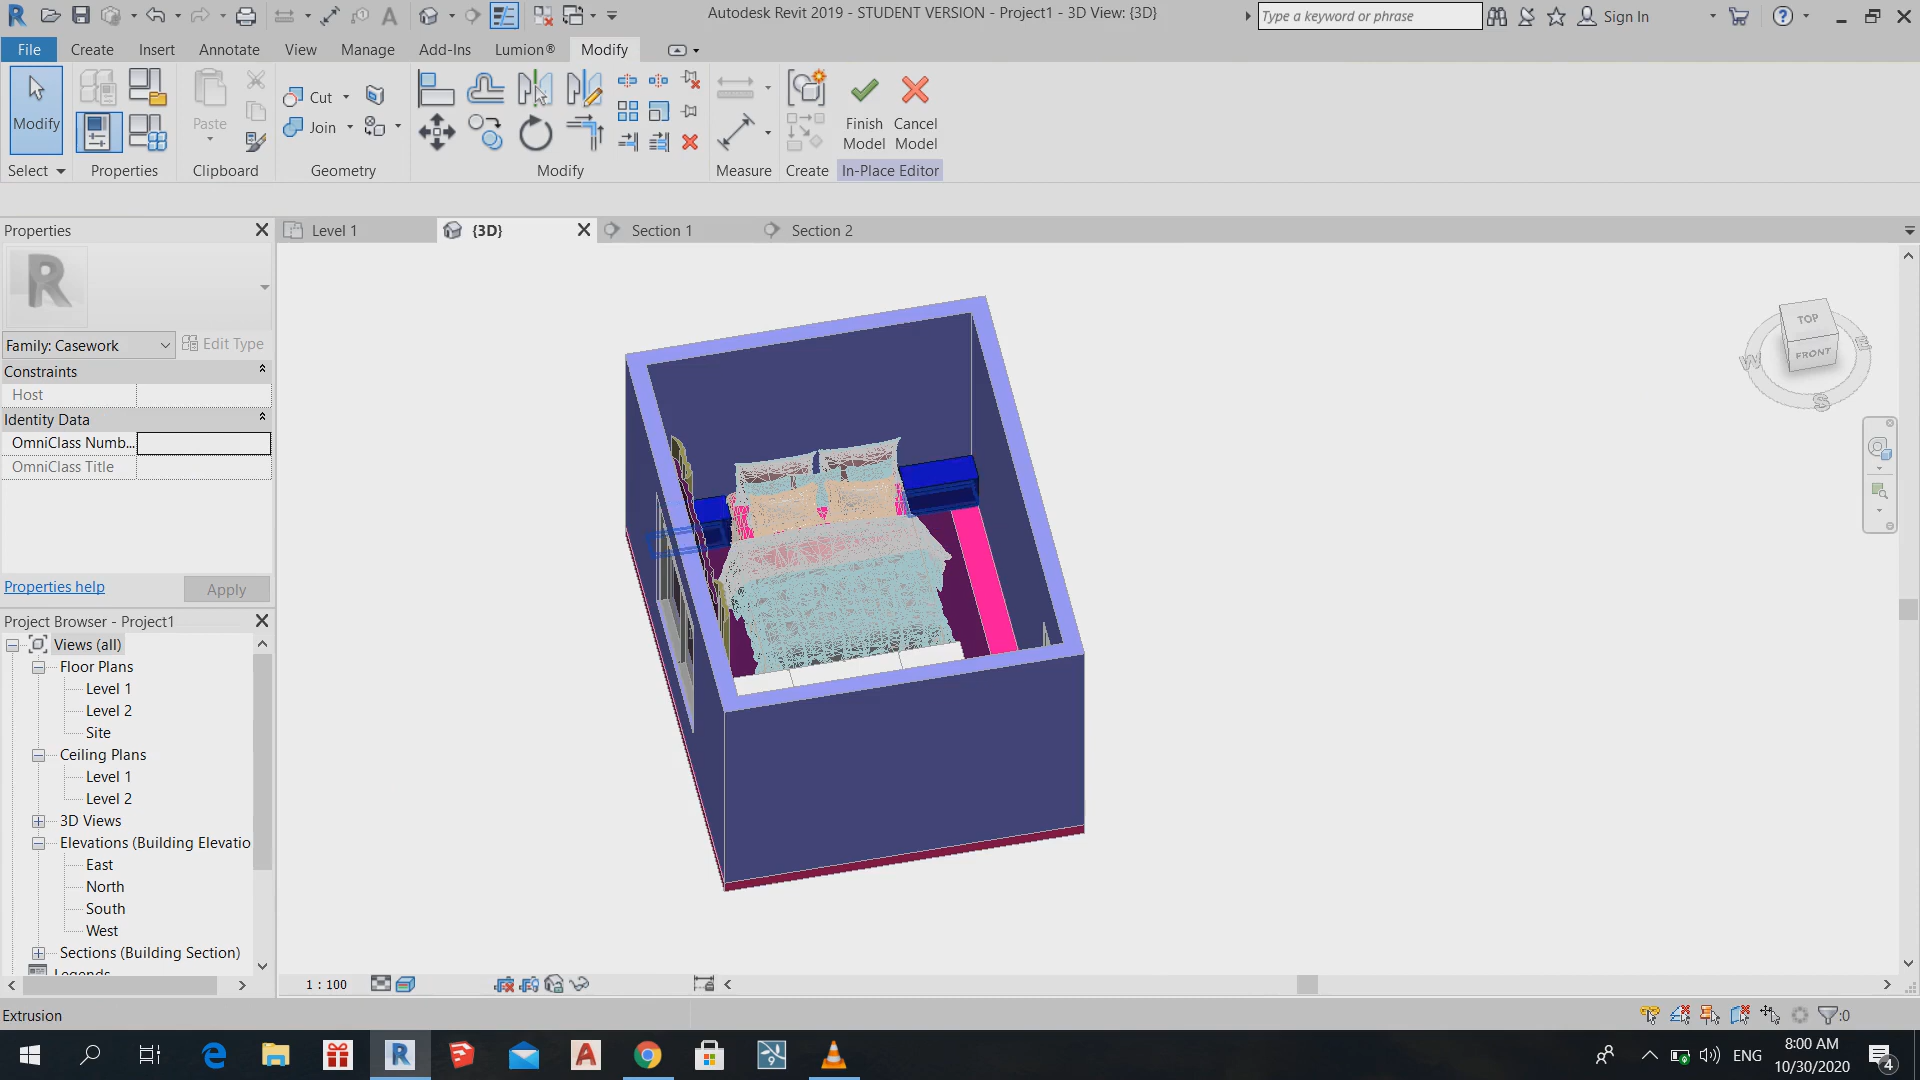 Autodesk Revit 2019 - STUDENT VERSION - Project1 - 3D View: {3D}
Type a keyword or phrase
Sign In
File
Create
Insert
Annotate
View
Manage
Add-Ins
Lumion®
Modify
Modify
Paste
Cut
Join
Finish
Model
Cancel
Model
Select
Properties
Clipboard
Geometry
Modify
Measure
Create
In-Place Editor
Properties
Level 1
{3D}
Section 1
Section 2
Family: Casework
Edit Type
Constraints
Host
Identity Data
OmniClass Numb...
OmniClass Title
Properties help
Apply
TOP
FRONT
W
E
S
Project Browser - Project1
Views (all)
Floor Plans
Level 1
Level 2
Site
Ceiling Plans
Level 1
Level 2
3D Views
Elevations (Building Elevatio
East
North
South
West
Sections (Building Section)
Legends
1 : 100
Extrusion
:0
ENG
8:00 AM
10/30/2020
4